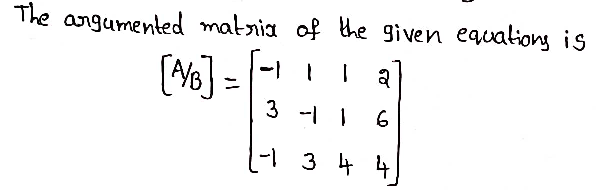 The argumented matrix of the given equations is
[A/B] = [-1 1 1 2
3 -1 1 6
-1 3 4 4]